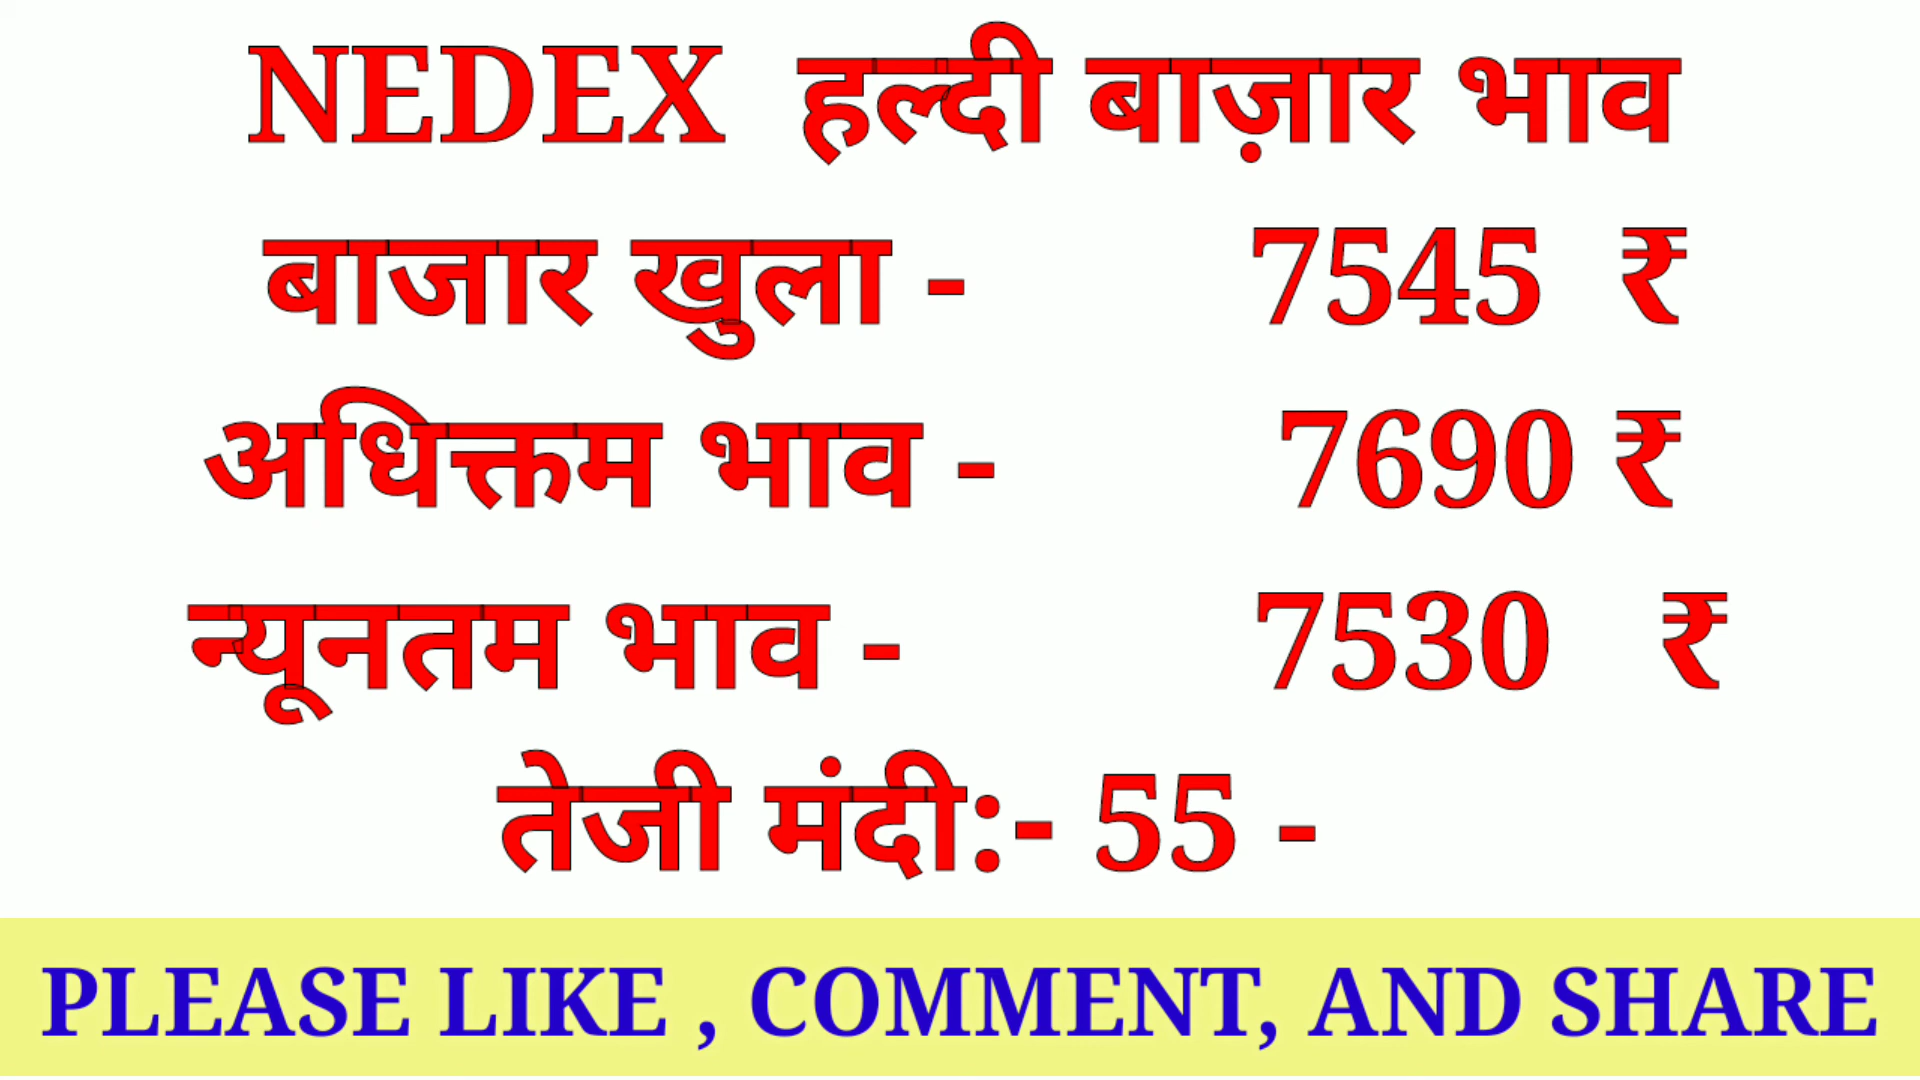 NEDEX हल्दी बाज़ार भाव
बाजार खुला - 7545 ₹
अधिक्तम भाव - 7690 ₹
न्यूनतम भाव - 7530 ₹
तेजी मंदी:- 55 -
PLEASE LIKE , COMMENT, AND SHARE